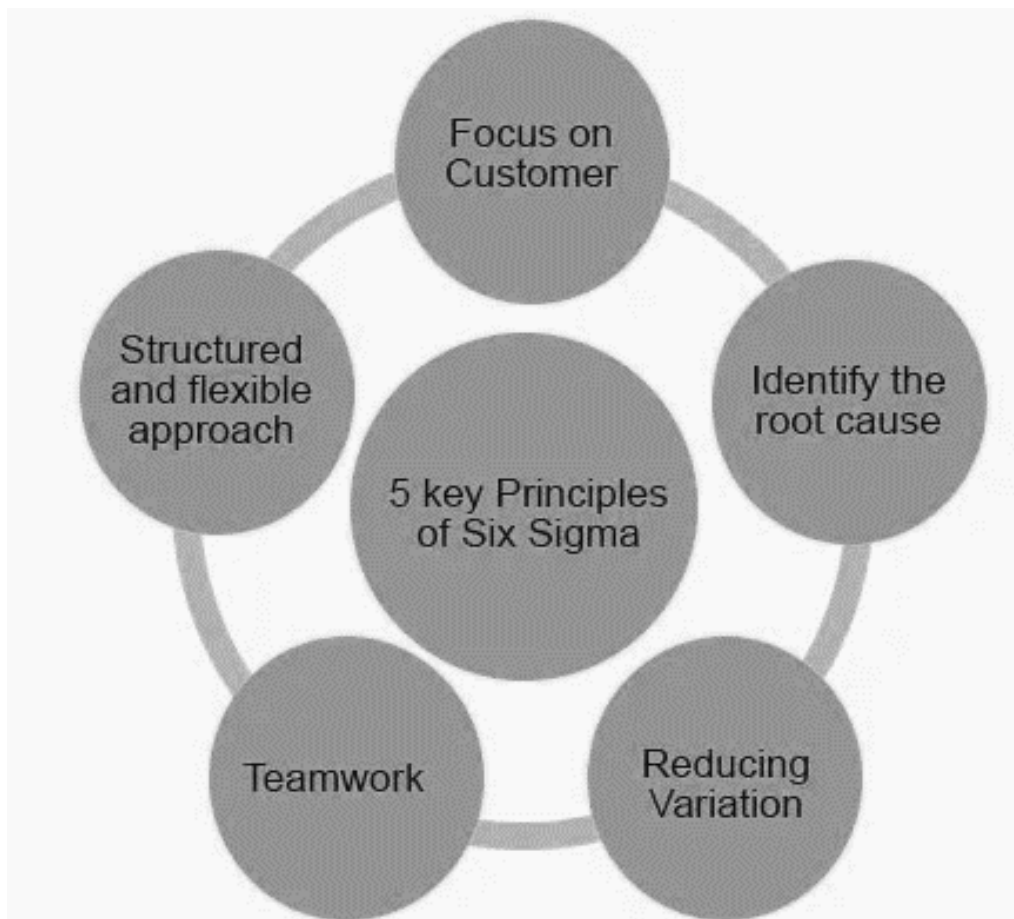 Focus on
Customer
Identify the
root cause
Reducing
Variation
Teamwork
Structured
and flexible
approach
5 key Principles
of Six Sigma